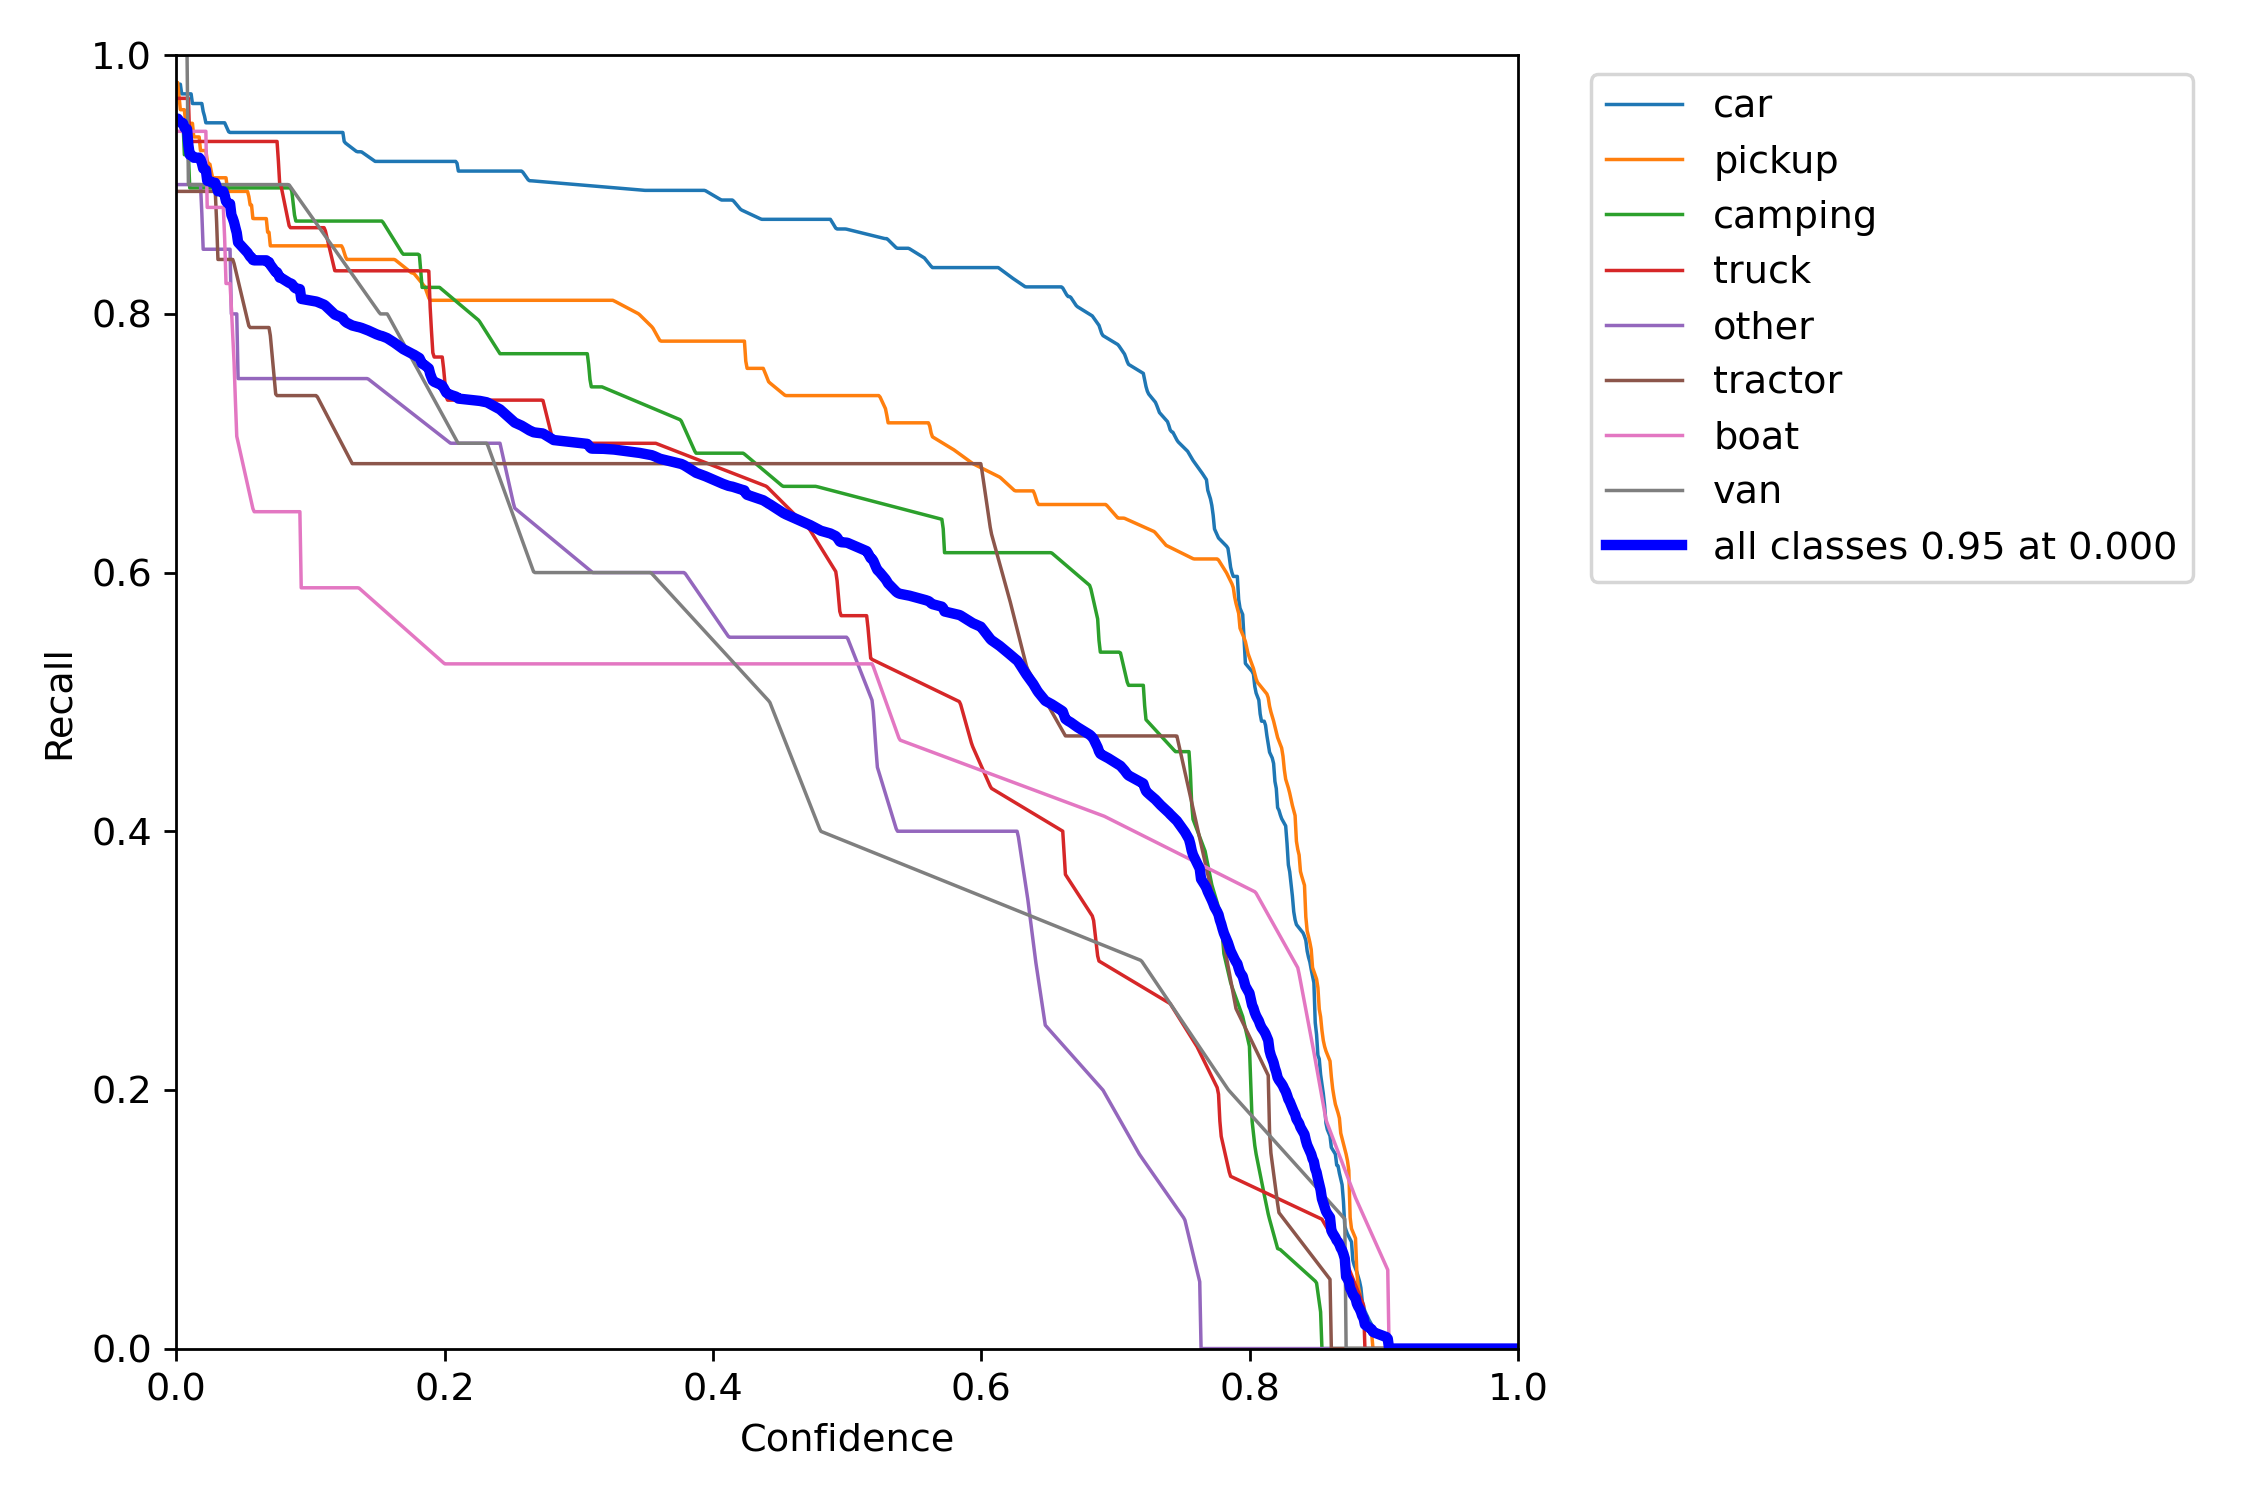 1.0
0.8
0.6
0.4
0.2
0.0
0.0 0.2 0.4 0.6 0.8 1.0
Recall
Confidence
car
pickup
camping
truck
other
tractor
boat
van
all classes 0.95 at 0.000